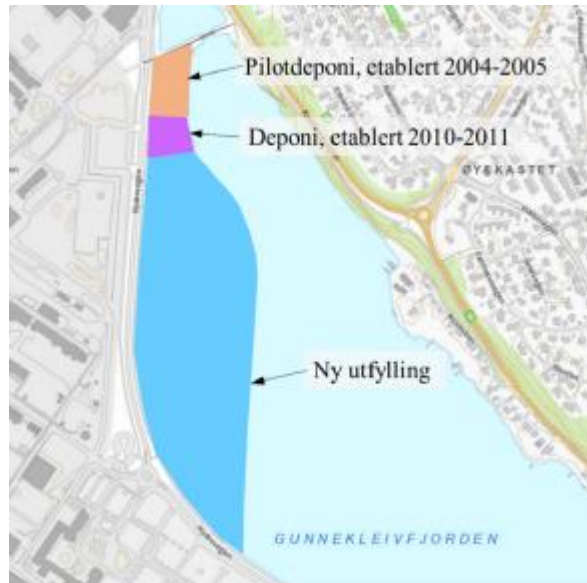 Pilotdeponi, etablert 2004-2005
Deponi, etablert 2010-2011
ØYEKASTET
Ny utfylling
GUNNEKLEIVFJORDEN